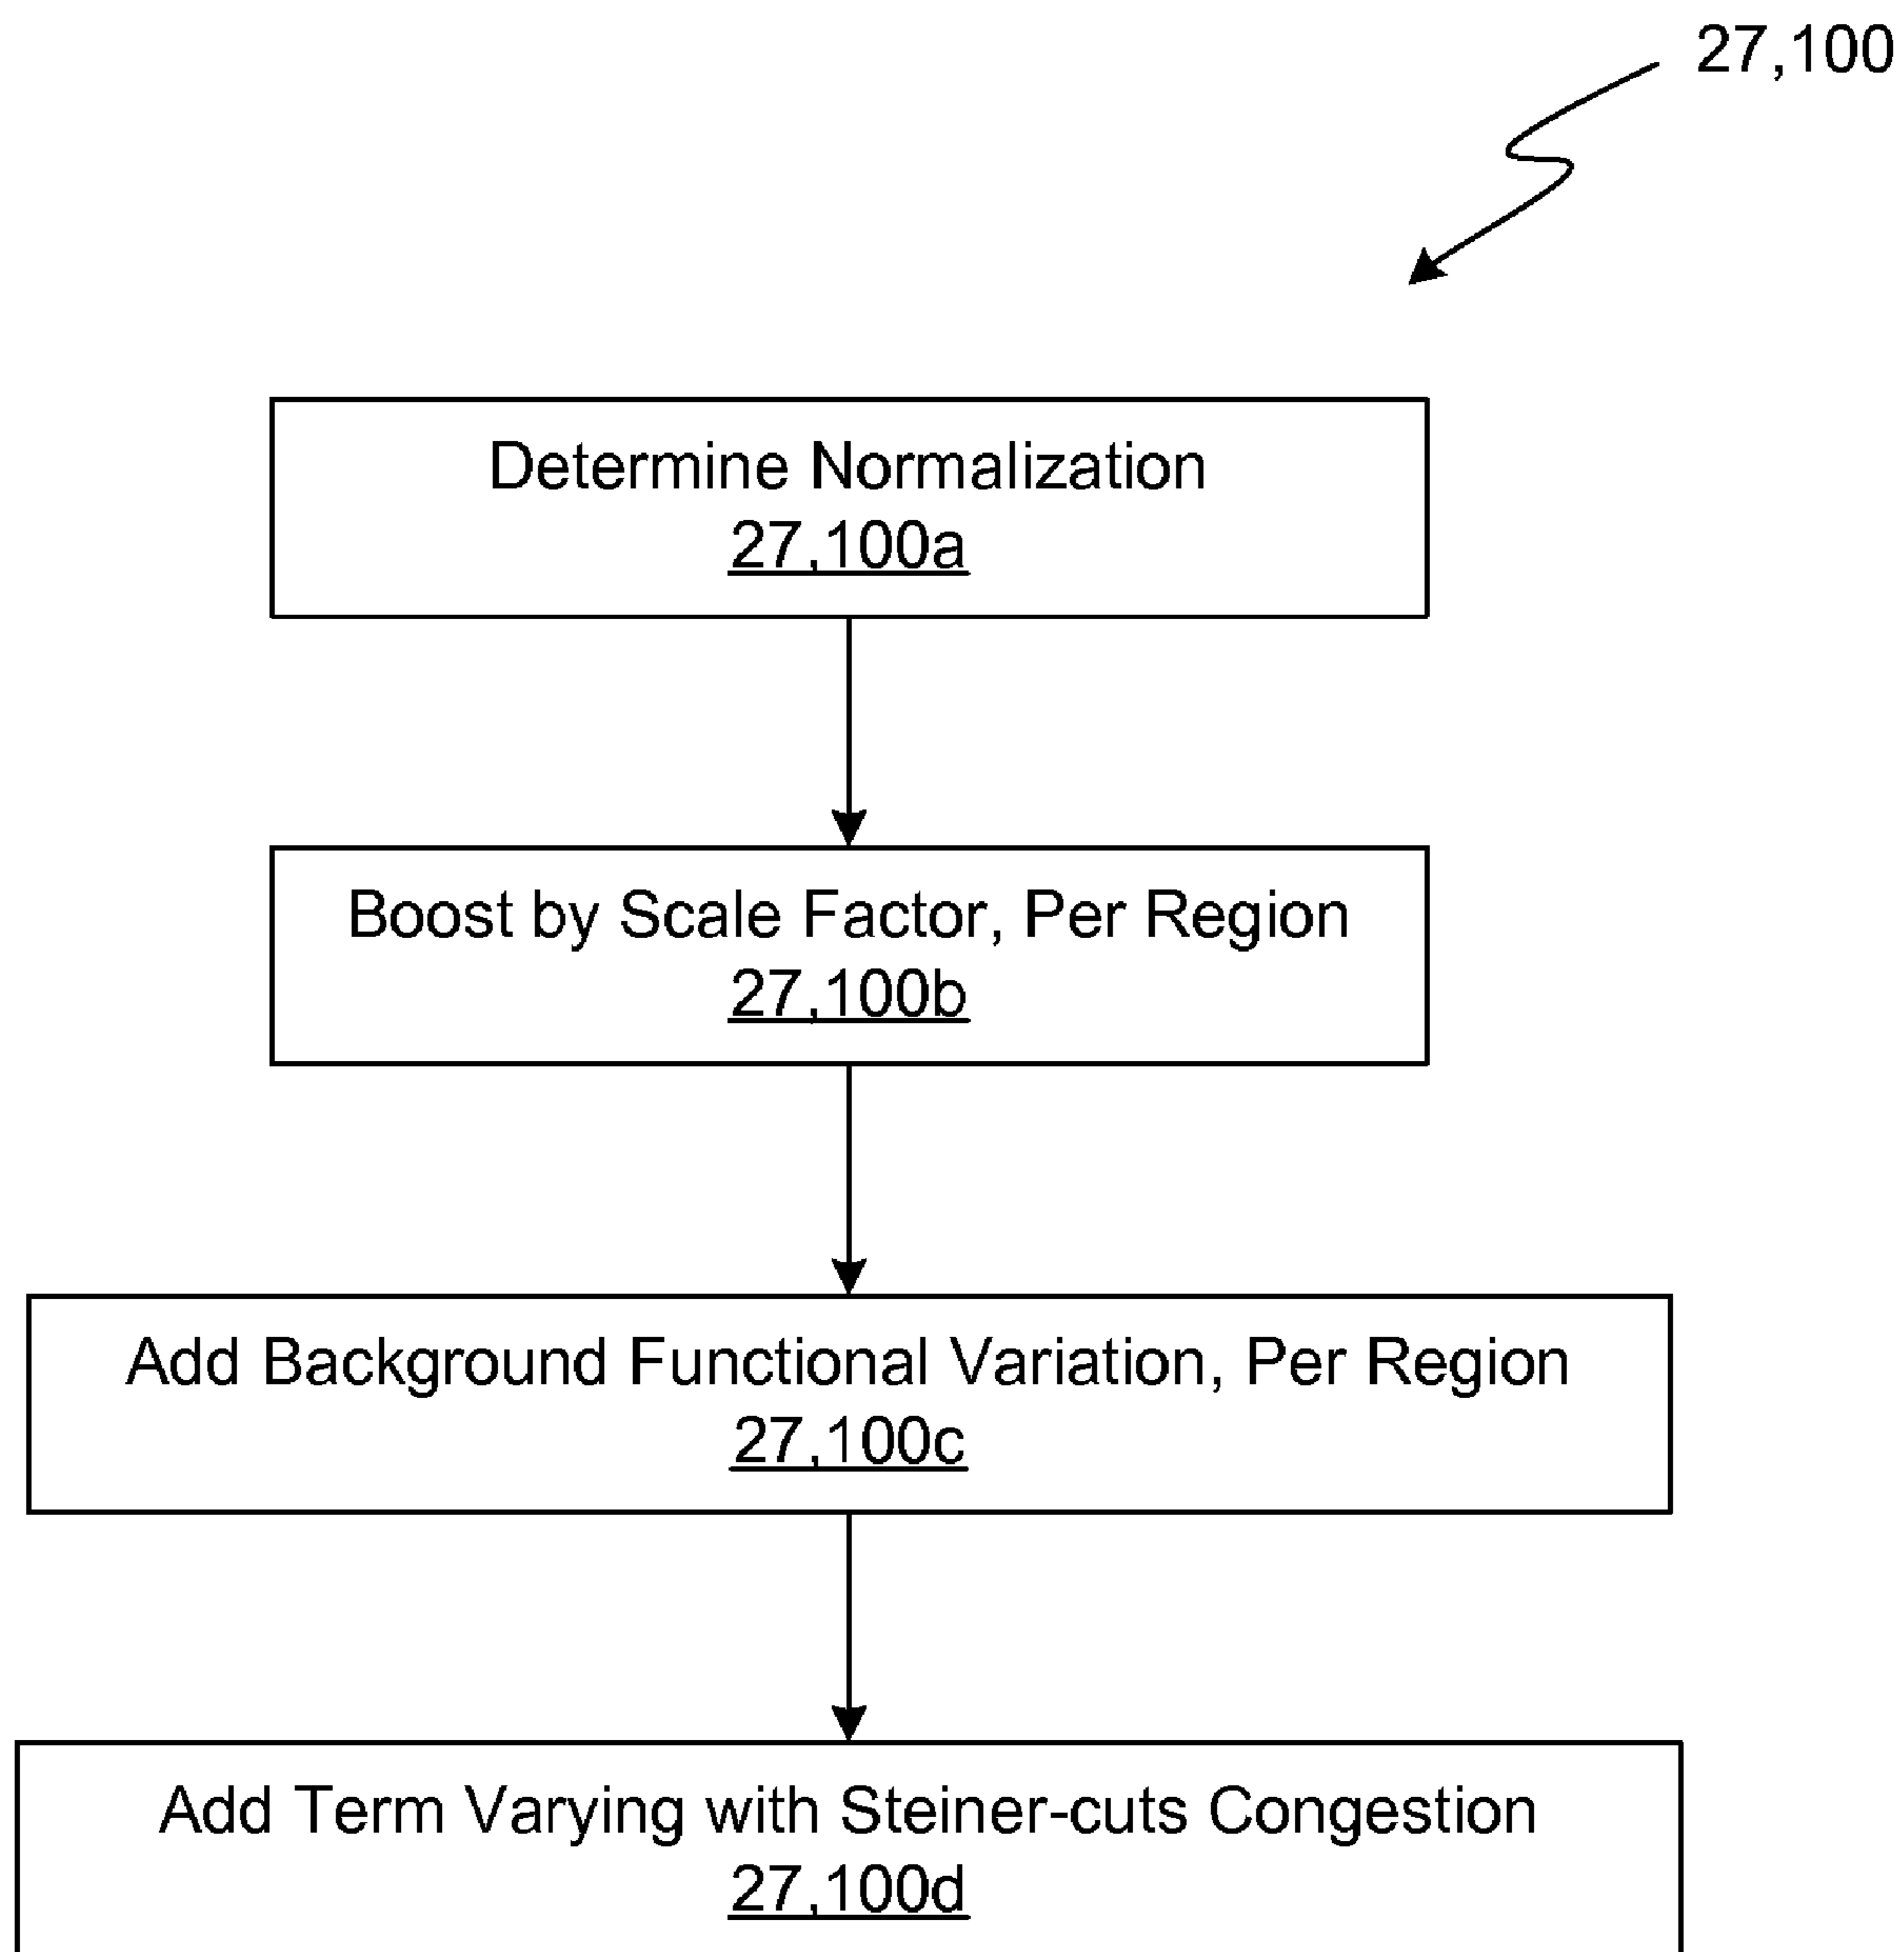 27,100
Determine Normalization
27,100a
Boost by Scale Factor, Per Region
27,100b
Add Background Functional Variation, Per Region
27,100c
Add Term Varying with Steiner-cuts Congestion
27,100d